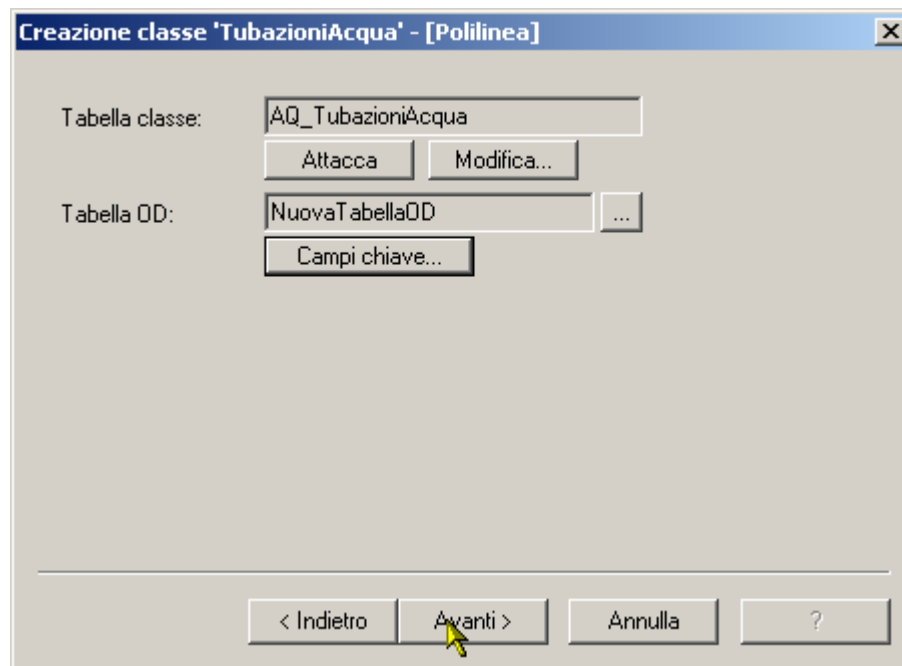 Creazione classe 'TubazioniAcqua' - [Polilinea]
Tabella classe: AQ_TubazioniAcqua
Attacca Modifica...
Tabella OD: NuovaTabellaOD ...
Campi chiave...
< Indietro Avanti > Annulla ?